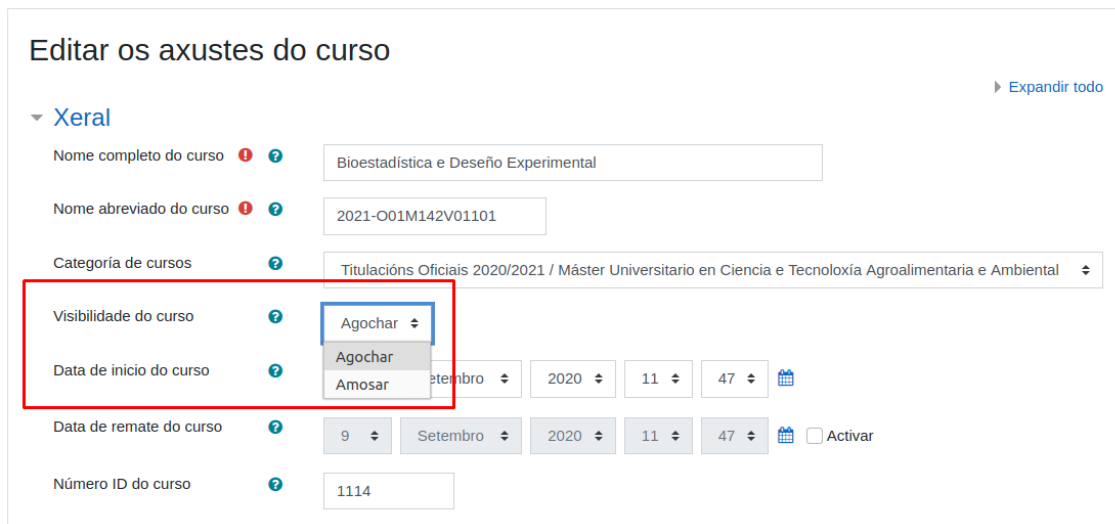 Editar os axustes do curso
Expandir todo
Xeral
Nome completo do curso Bioestadística e Deseño Experimental
Nome abreviado do curso 2021-O01M142V01101
Categoría de cursos Titulacións Oficiais 2020/2021 / Máster Universitario en Ciencia e Tecnoloxía Agroalimentaria e Ambiental
Visibilidade do curso Agochar
Agochar
Data de inicio do curso etembro 2020 11 47
Amosar
Data de remate do curso 9 Setembro 2020 11 47 Activar
Número ID do curso 1114